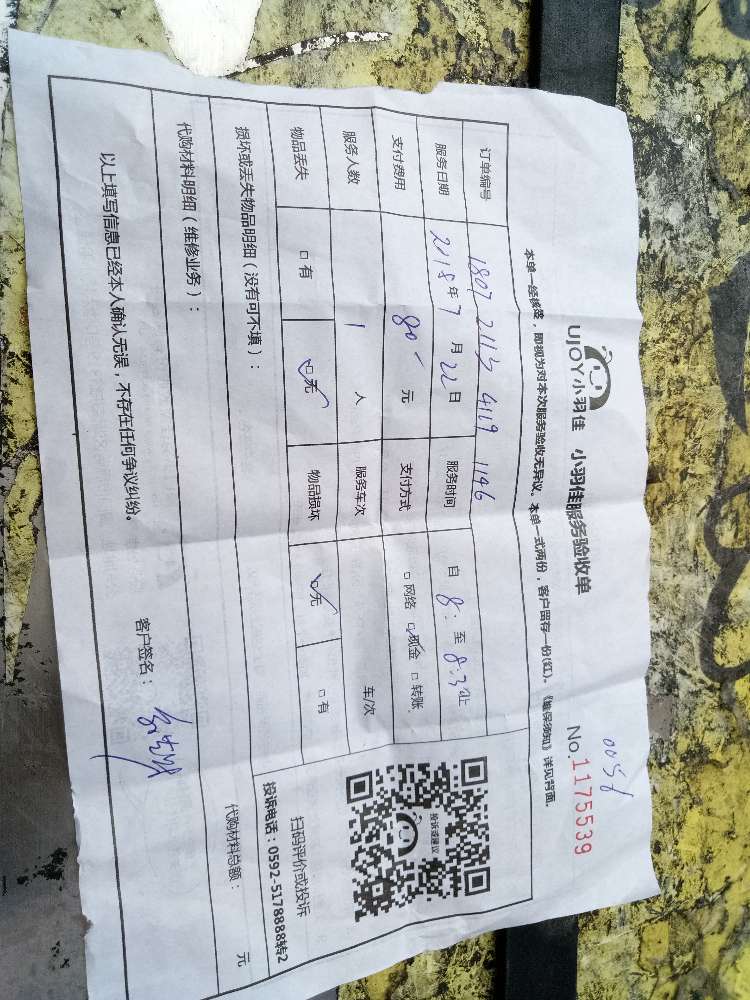 0054
UJOY小羽佳 小羽佳服务验收单 No.1175539
本单一经核签，即视为对本次服务验收无异议。本单一式两份，客户留存一份(红)。《维保须知》详见背面。
订单编号 1807 2113 4119 1146
服务日期 2018年7月22日 服务时间 自8:至8:3止
支付费用 80-元 支付方式 □网络 ☑现金 □转账
服务人数 1人 服务车次 车/次
物品丢失 □有 ☑无 物品损坏 ☑无 □有
投诉或建议
扫码评价或投诉
投诉电话：0592-5178888转2
损坏或丢失物品明细（没有可不填）：
代购材料明细（维修业务）： 代购材料总额： 元
以上填写信息已经本人确认无误，不存在任何争议纠纷。 客户签名：